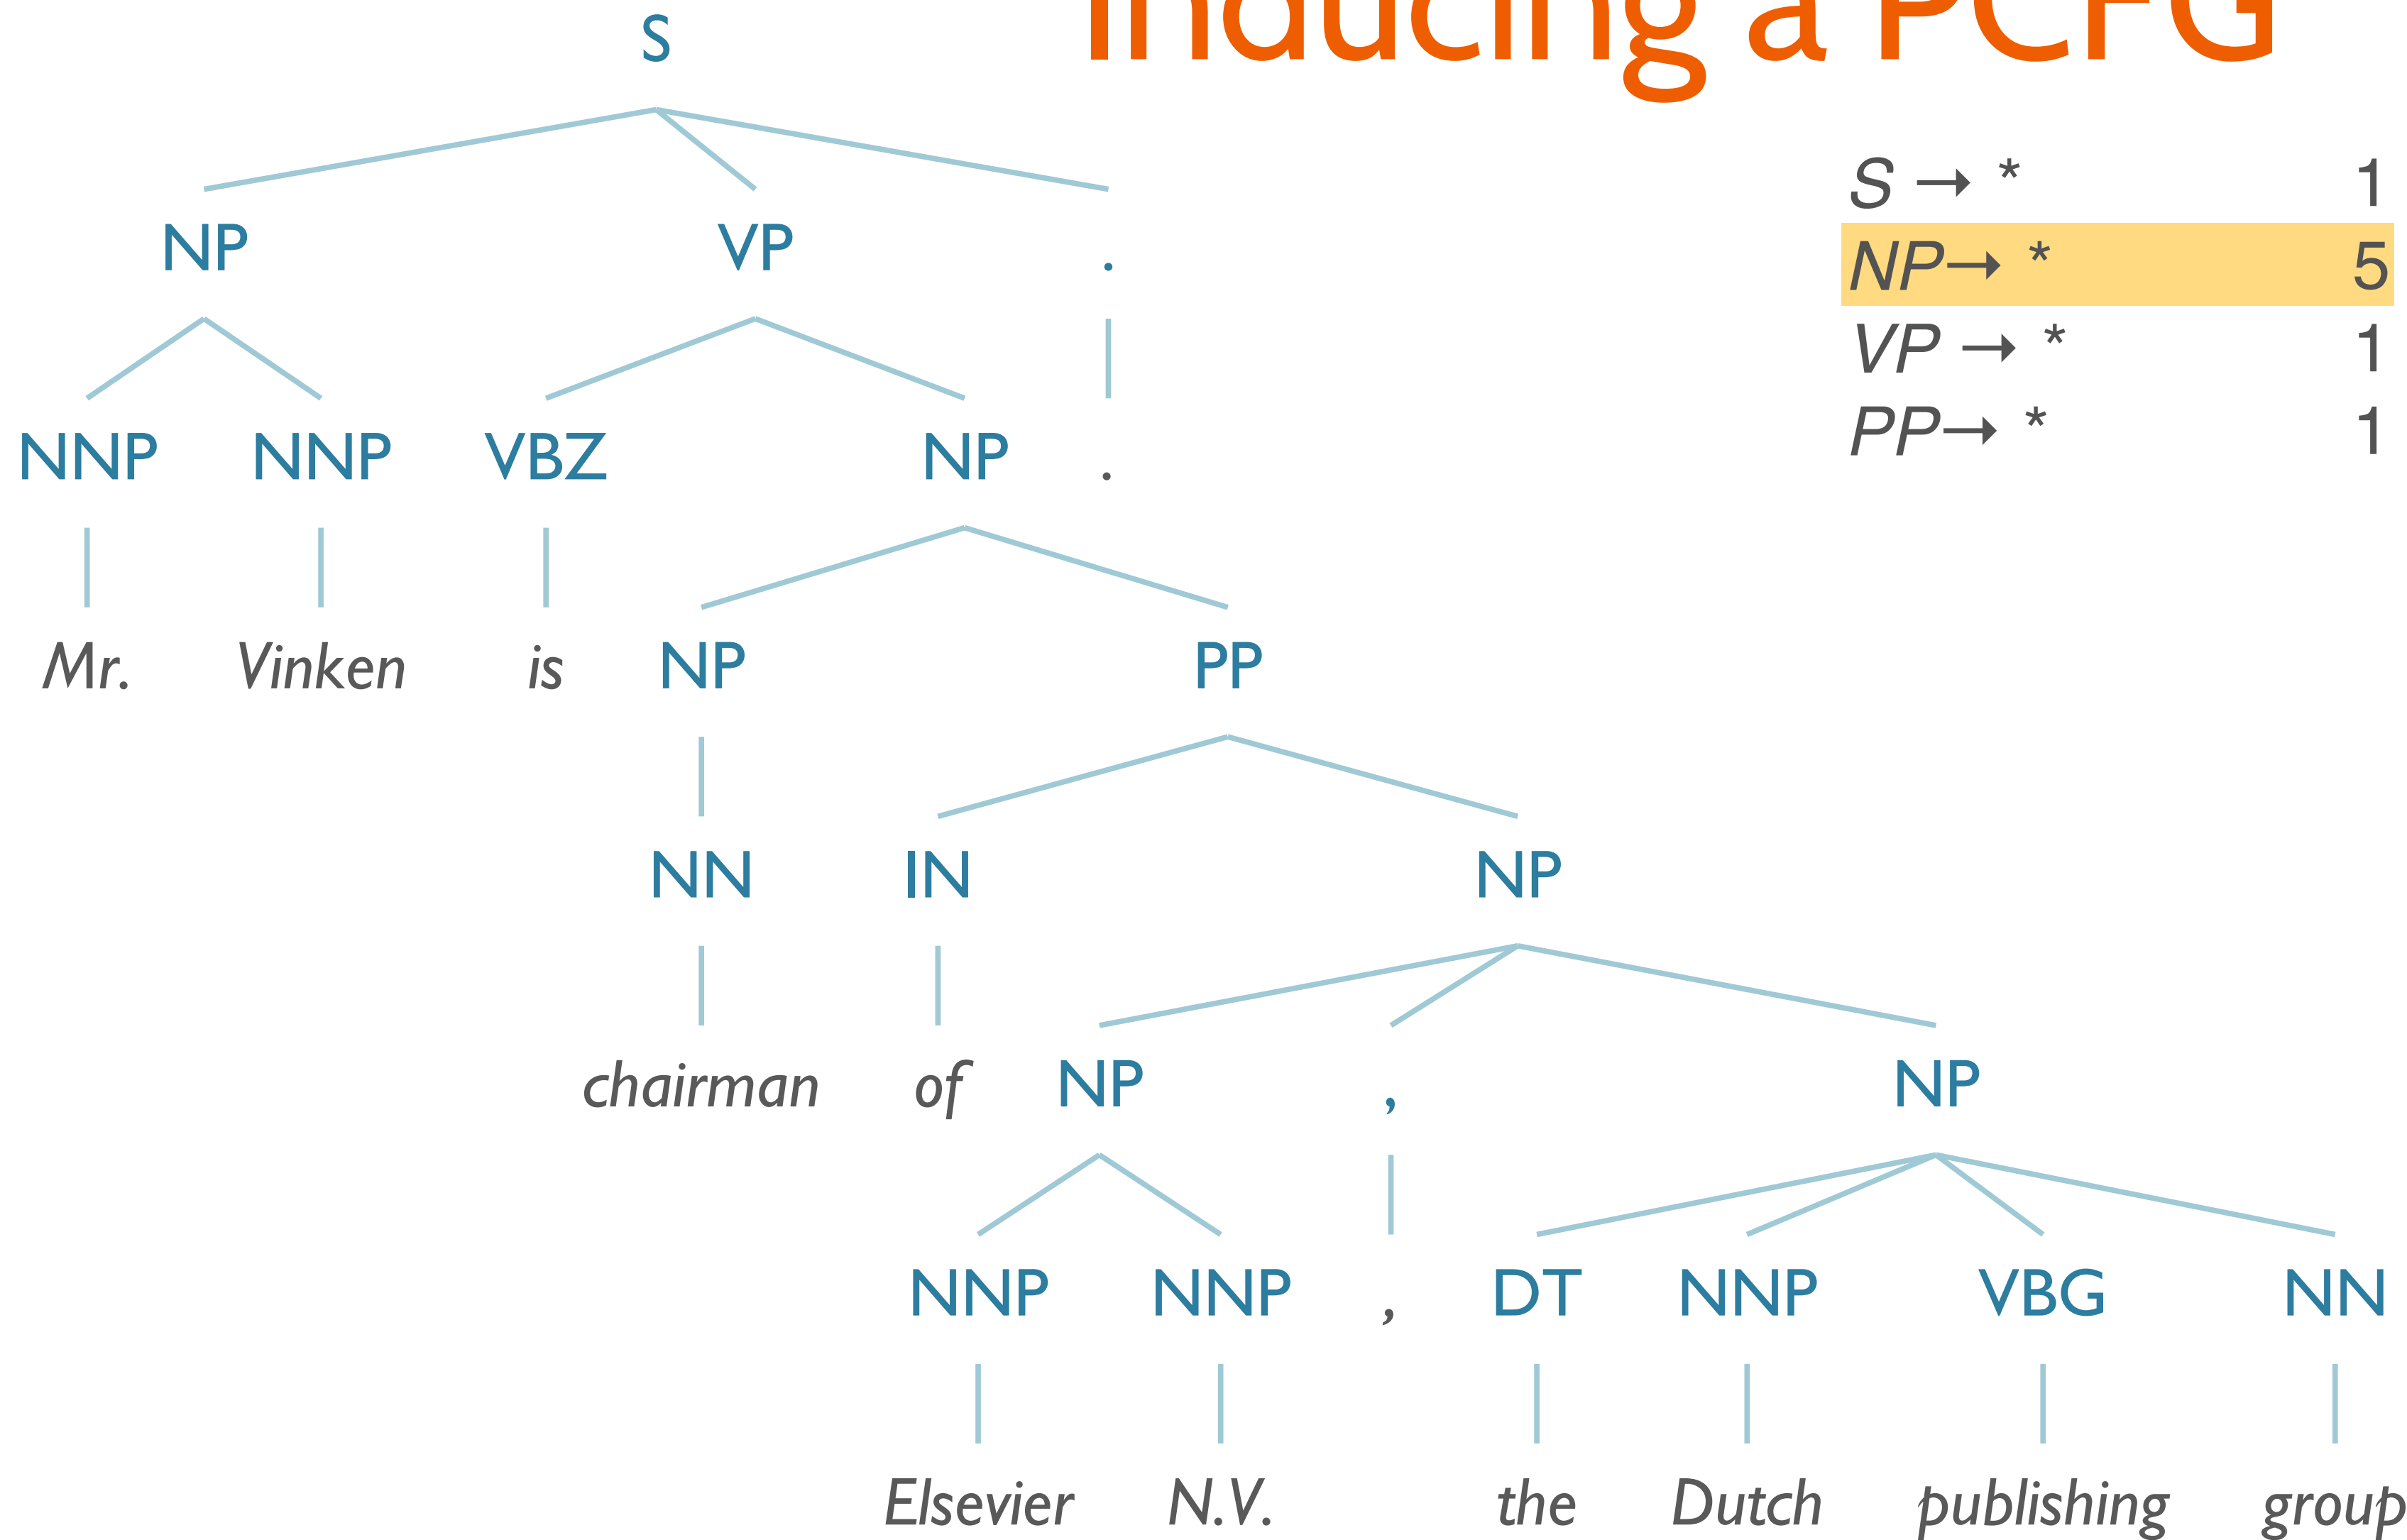 Inducing a PCFG
S
S → * 1
NP → * 5
VP → * 1
PP → * 1
NP VP .
NNP NNP VBZ NP .
Mr. Vinken is NP PP
NN IN NP
chairman of NP , NP
NNP NNP , DT NNP VBG NN
Elsevier N.V. the Dutch publishing group